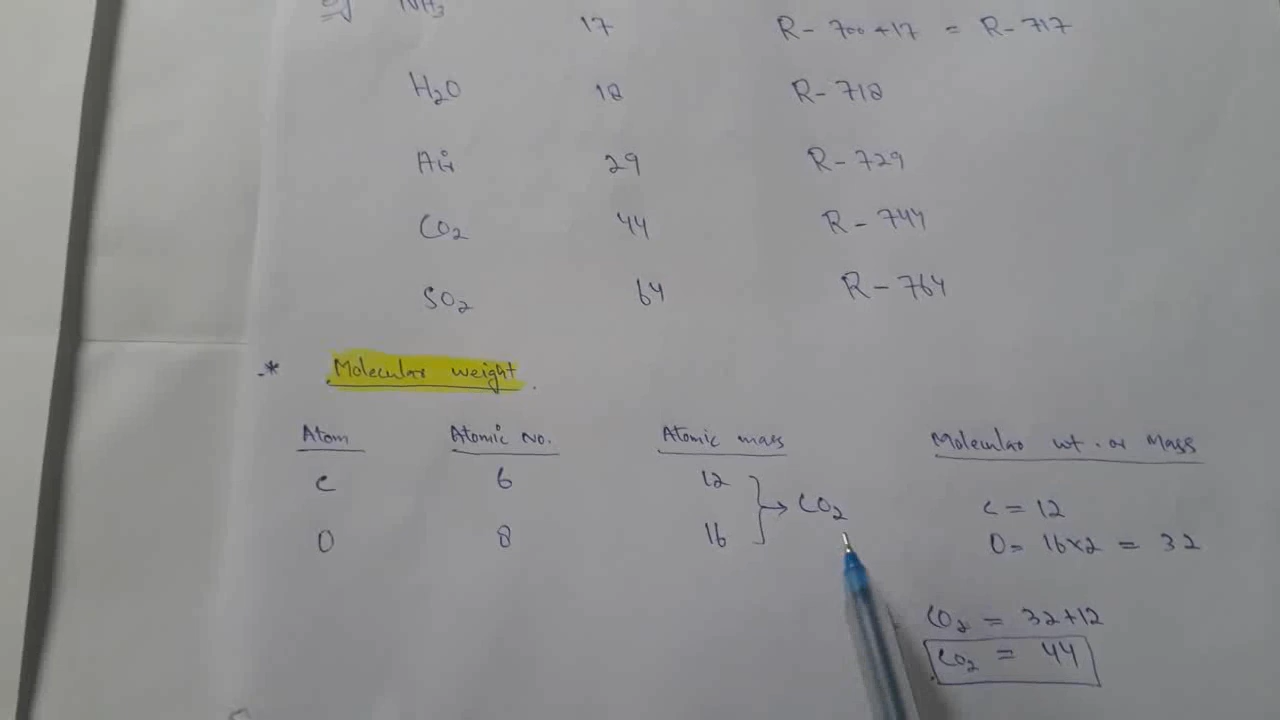 eg NH3 17 R-700+17 = R-717
H2O 18 R-718
Air 29 R-729
CO2 44 R-744
SO2 64 R-764
* Molecular weight
Atom Atomic No. Atomic mass Molecular wt. or Mass
C 6 12 → CO2 C = 12
O 8 16 O = 16×2 = 32
CO2 = 32+12
CO2 = 44